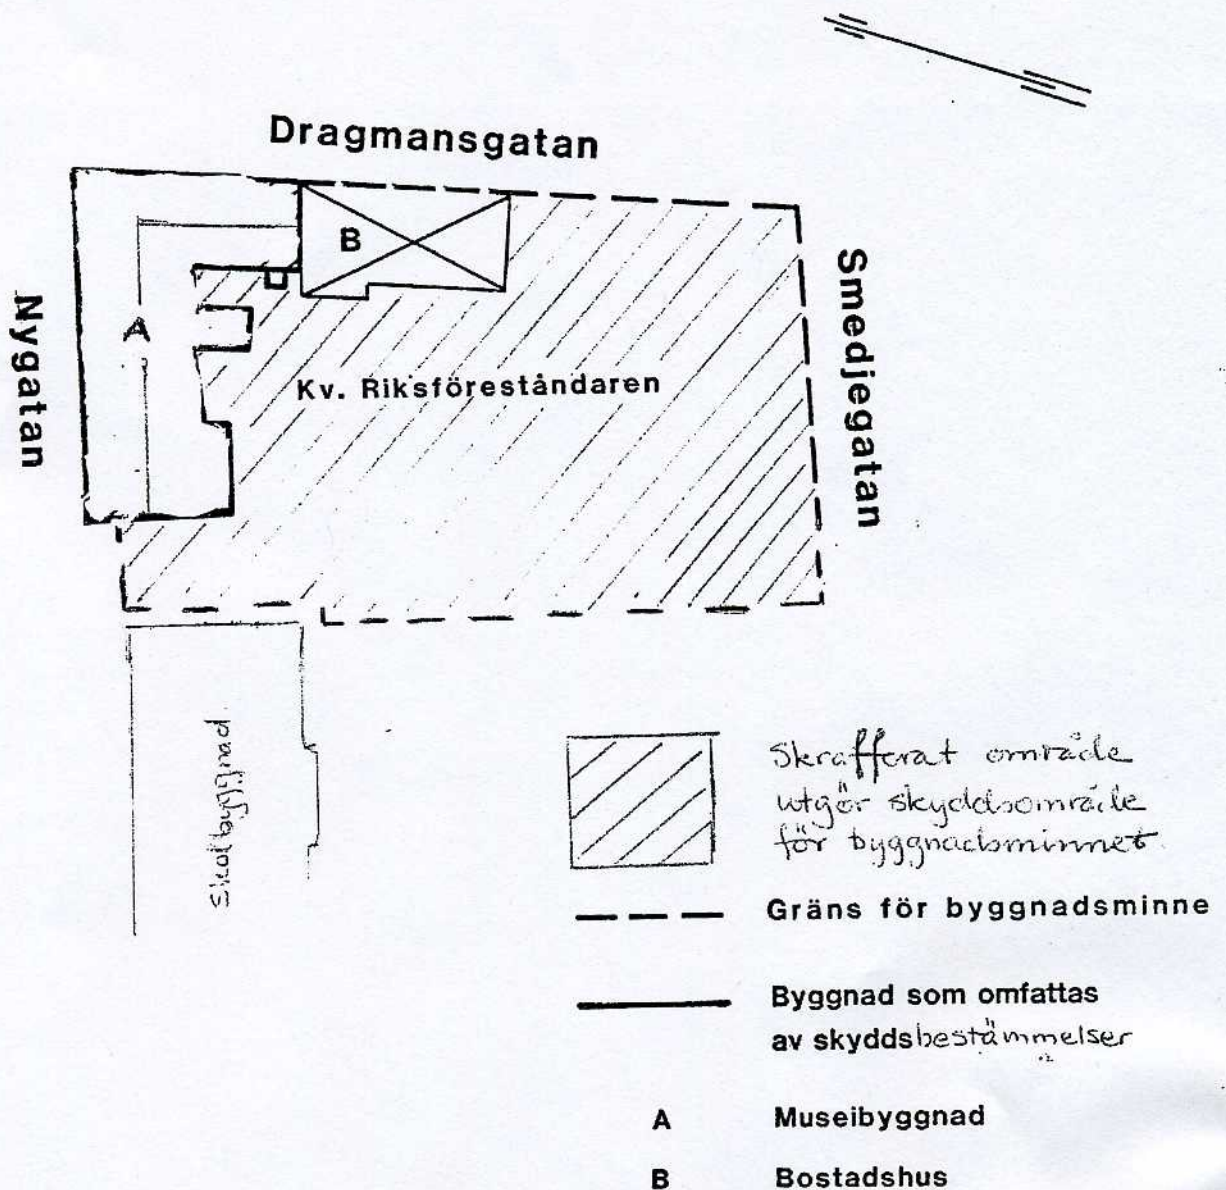 Dragmansgatan
B
Nygatan
A
Smedjegatan
Kv. Riksföreståndaren
Skolbyggnad
Skrafferat område
utgör skyddsområde
för byggnadsminnet
Gräns för byggnadsminne
Byggnad som omfattas
av skyddsbestämmelser
A Museibyggnad
B Bostadshus